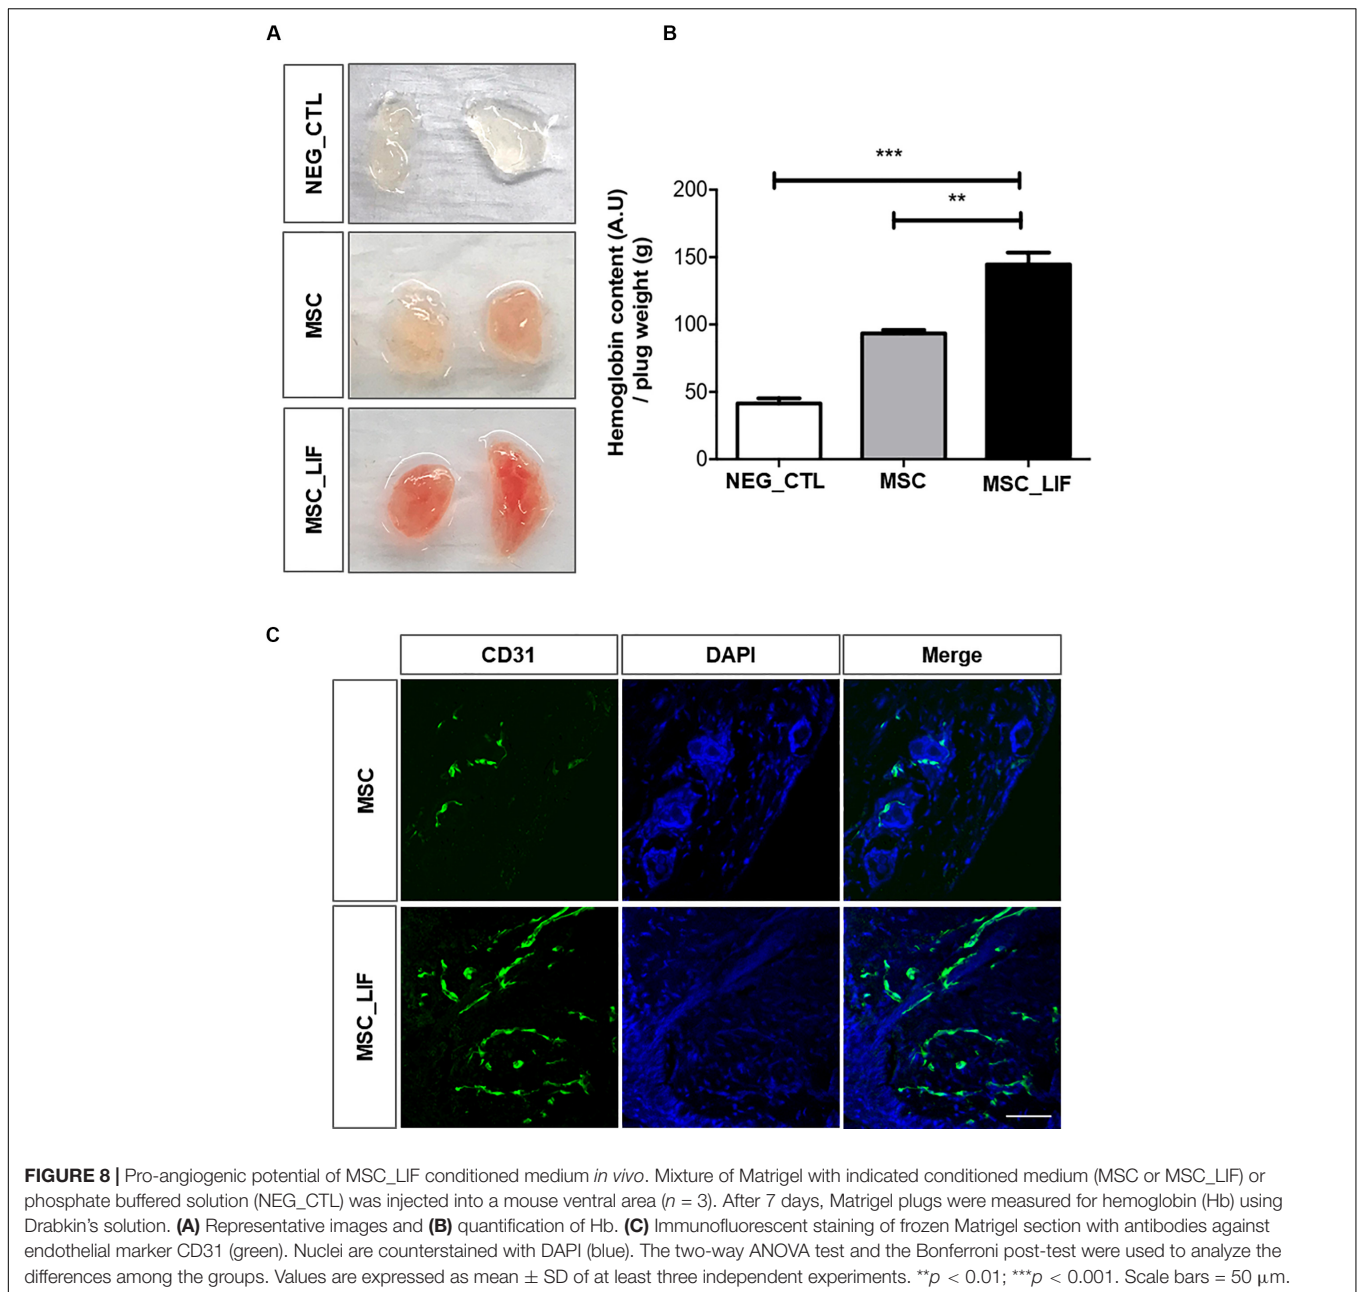 A
B
NEG_CTL
MSC
MSC_LIF
***
**
Hemoglobin content (A.U)
/ plug weight (g)
200
150
100
50
0
NEG_CTL
MSC
MSC_LIF
C
CD31
DAPI
Merge
MSC
MSC_LIF
FIGURE 8 | Pro-angiogenic potential of MSC_LIF conditioned medium in vivo. Mixture of Matrigel with indicated conditioned medium (MSC or MSC_LIF) or
phosphate buffered solution (NEG_CTL) was injected into a mouse ventral area (n = 3). After 7 days, Matrigel plugs were measured for hemoglobin (Hb) using
Drabkin’s solution. (A) Representative images and (B) quantification of Hb. (C) Immunofluorescent staining of frozen Matrigel section with antibodies against
endothelial marker CD31 (green). Nuclei are counterstained with DAPI (blue). The two-way ANOVA test and the Bonferroni post-test were used to analyze the
differences among the groups. Values are expressed as mean ± SD of at least three independent experiments. **p < 0.01; ***p < 0.001. Scale bars = 50 μm.